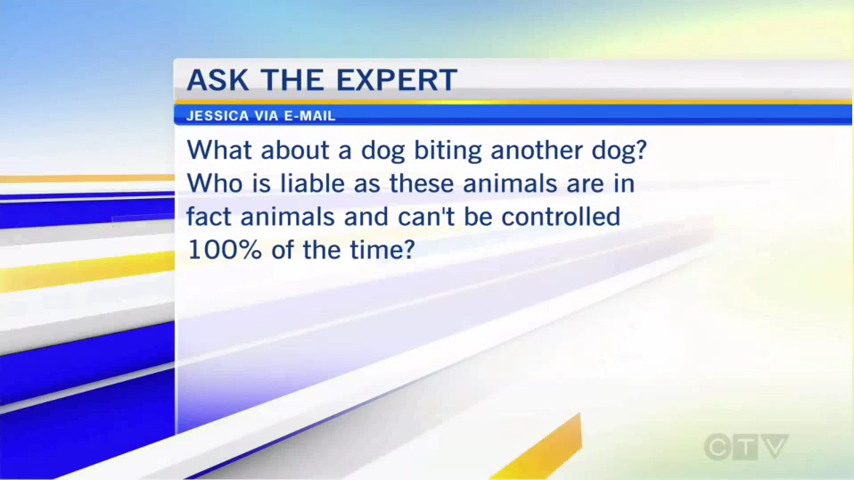 ASK THE EXPERT
JESSICA VIA E-MAIL
What about a dog biting another dog?
Who is liable as these animals are in
fact animals and can't be controlled
100% of the time?
CTV